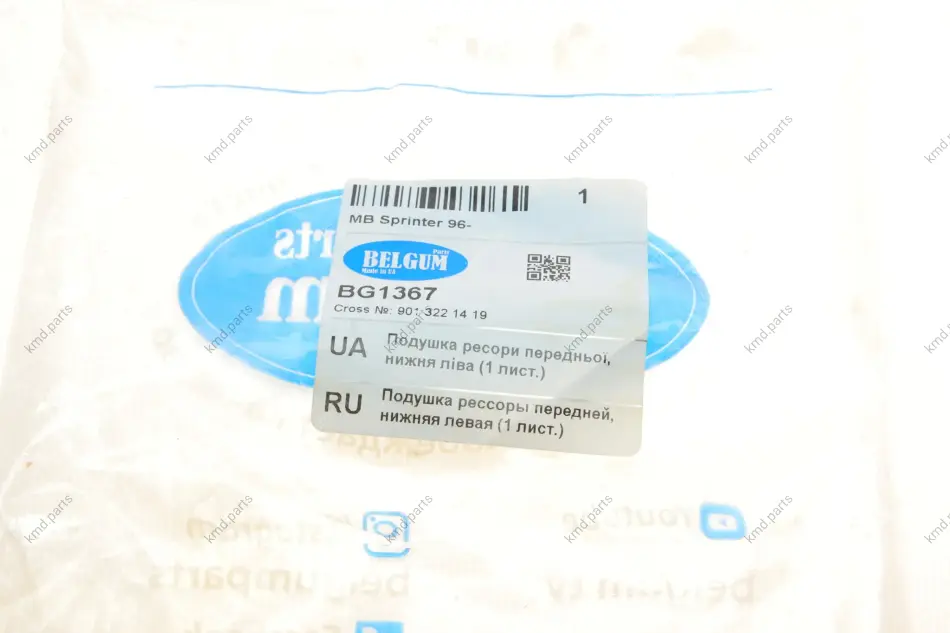 1
MB Sprinter 96-
Parts
BELGUM
Made in UA
BG1367
Cross №: 901 322 14 19
UA Подушка ресори передньої,
нижня ліва (1 лист.)
RU Подушка рессоры передней,
нижняя левая (1 лист.)
belgumparts
kmd.parts